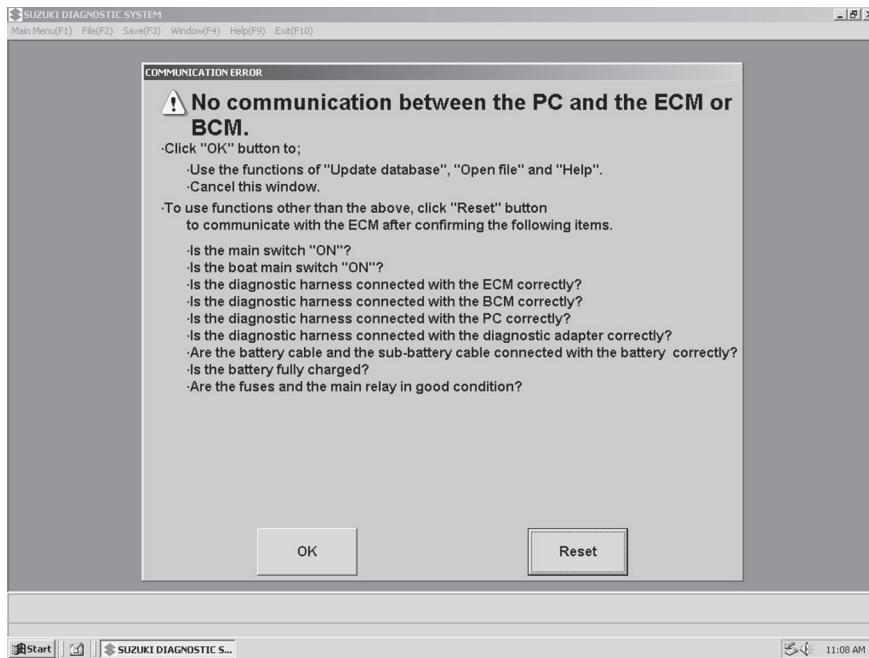 SUZUKI DIAGNOSTIC SYSTEM
Main Menu(F1) File(F2) Save(F3) Window(F4) Help(F9) Exit(F10)
COMMUNICATION ERROR
No communication between the PC and the ECM or
BCM.
·Click "OK" button to;
·Use the functions of "Update database", "Open file" and "Help".
·Cancel this window.
·To use functions other than the above, click "Reset" button
to communicate with the ECM after confirming the following items.
·Is the main switch "ON"?
·Is the boat main switch "ON"?
·Is the diagnostic harness connected with the ECM correctly?
·Is the diagnostic harness connected with the BCM correctly?
·Is the diagnostic harness connected with the PC correctly?
·Is the diagnostic harness connected with the diagnostic adapter correctly?
·Are the battery cable and the sub-battery cable connected with the battery correctly?
·Is the battery fully charged?
·Are the fuses and the main relay in good condition?
OK Reset
Start SUZUKI DIAGNOSTIC S... 11:08 AM